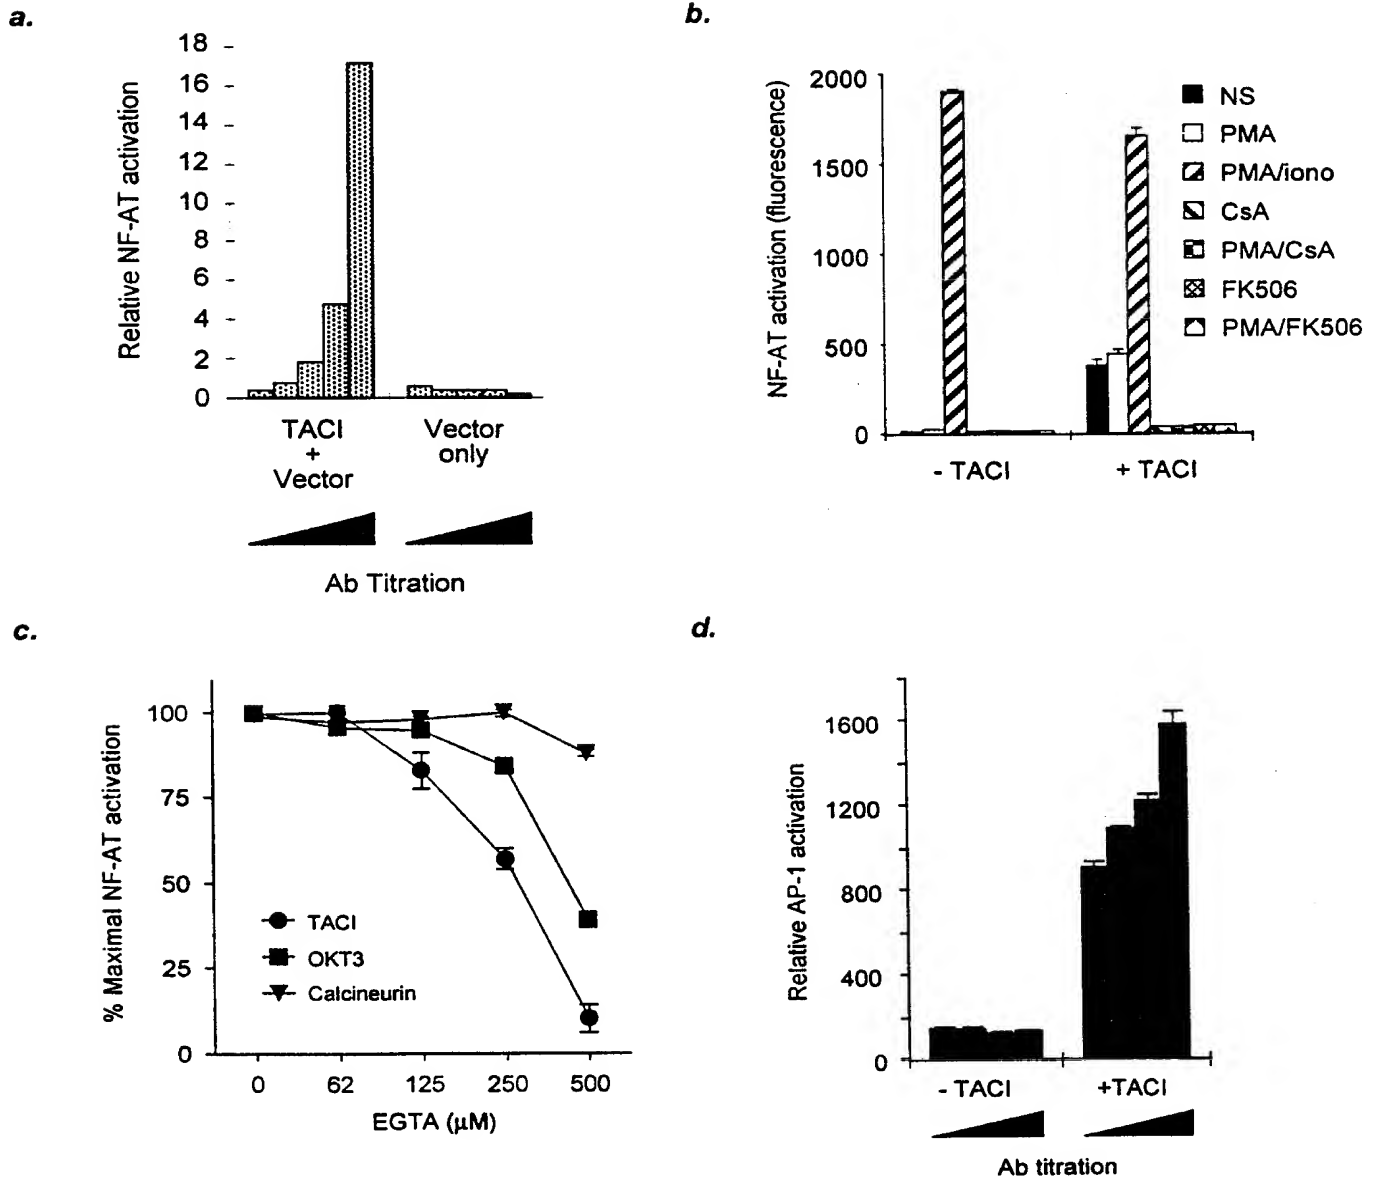 a.
Relative NF-AT activation
18
16
14
12
10
8
6
4
2
0
TACI
+
Vector
Vector
only
Ab Titration
b.
NF-AT activation (fluorescence)
2000
1500
1000
500
0
- TACI
+ TACI
NS
PMA
PMA/iono
CsA
PMA/CsA
FK506
PMA/FK506
c.
% Maximal NF-AT activation
100
75
50
25
0
TACI
OKT3
Calcineurin
0 62 125 250 500
EGTA (μM)
d.
Relative AP-1 activation
1600
1200
800
400
0
- TACI
+TACI
Ab titration